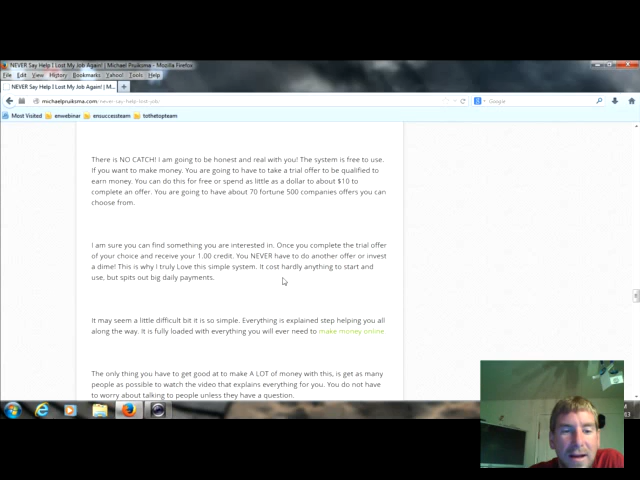 NEVER Say Help I Lost My Job Again! | Michael Pruiksma - Mozilla Firefox
File Edit View History Bookmarks Yahoo Tools Help
NEVER Say Help I Lost My Job Again! | M...
michaelpruiksma.com/never-say-help-lost-job/
Google
Most Visited enwebinar ensuccessteam tothetopteam
There is NO CATCH! I am going to be honest and real with you! The system is free to use.
If you want to make money. You are going to have to take a trial offer to be qualified to
earn money. You can do this for free or spend as little as a dollar to about $10 to
complete an offer. You are going to have about 70 fortune 500 companies offers you can
choose from.
I am sure you can find something you are interested in. Once you complete the trial offer
of your choice and receive your 1.00 credit. You NEVER have to do another offer or invest
a dime! This is why I truly Love this simple system. It cost hardly anything to start and
use, but spits out big daily payments.
It may seem a little difficult bit it is so simple. Everything is explained step helping you all
along the way. It is fully loaded with everything you will ever need to make money online
The only thing you have to get good at to make A LOT of money with this, is get as many
people as possible to watch the video that explains everything for you. You do not have
to worry about talking to people unless they have a question.